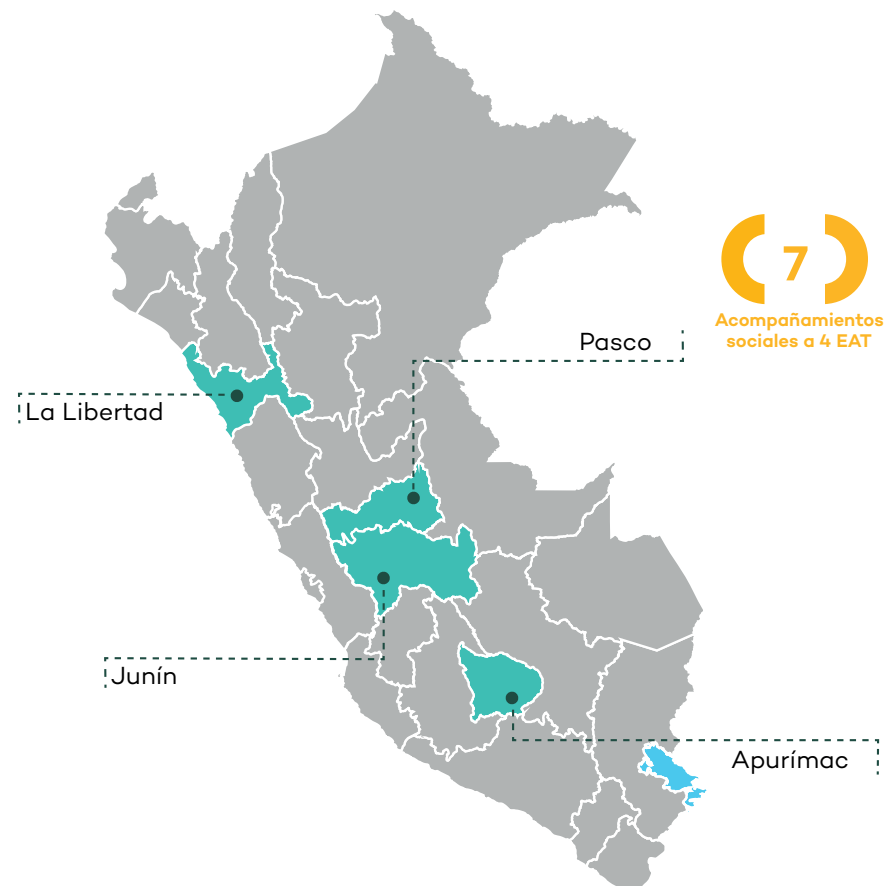 7
Acompañamientos
sociales a 4 EAT
Pasco
La Libertad
Junín
Apurímac